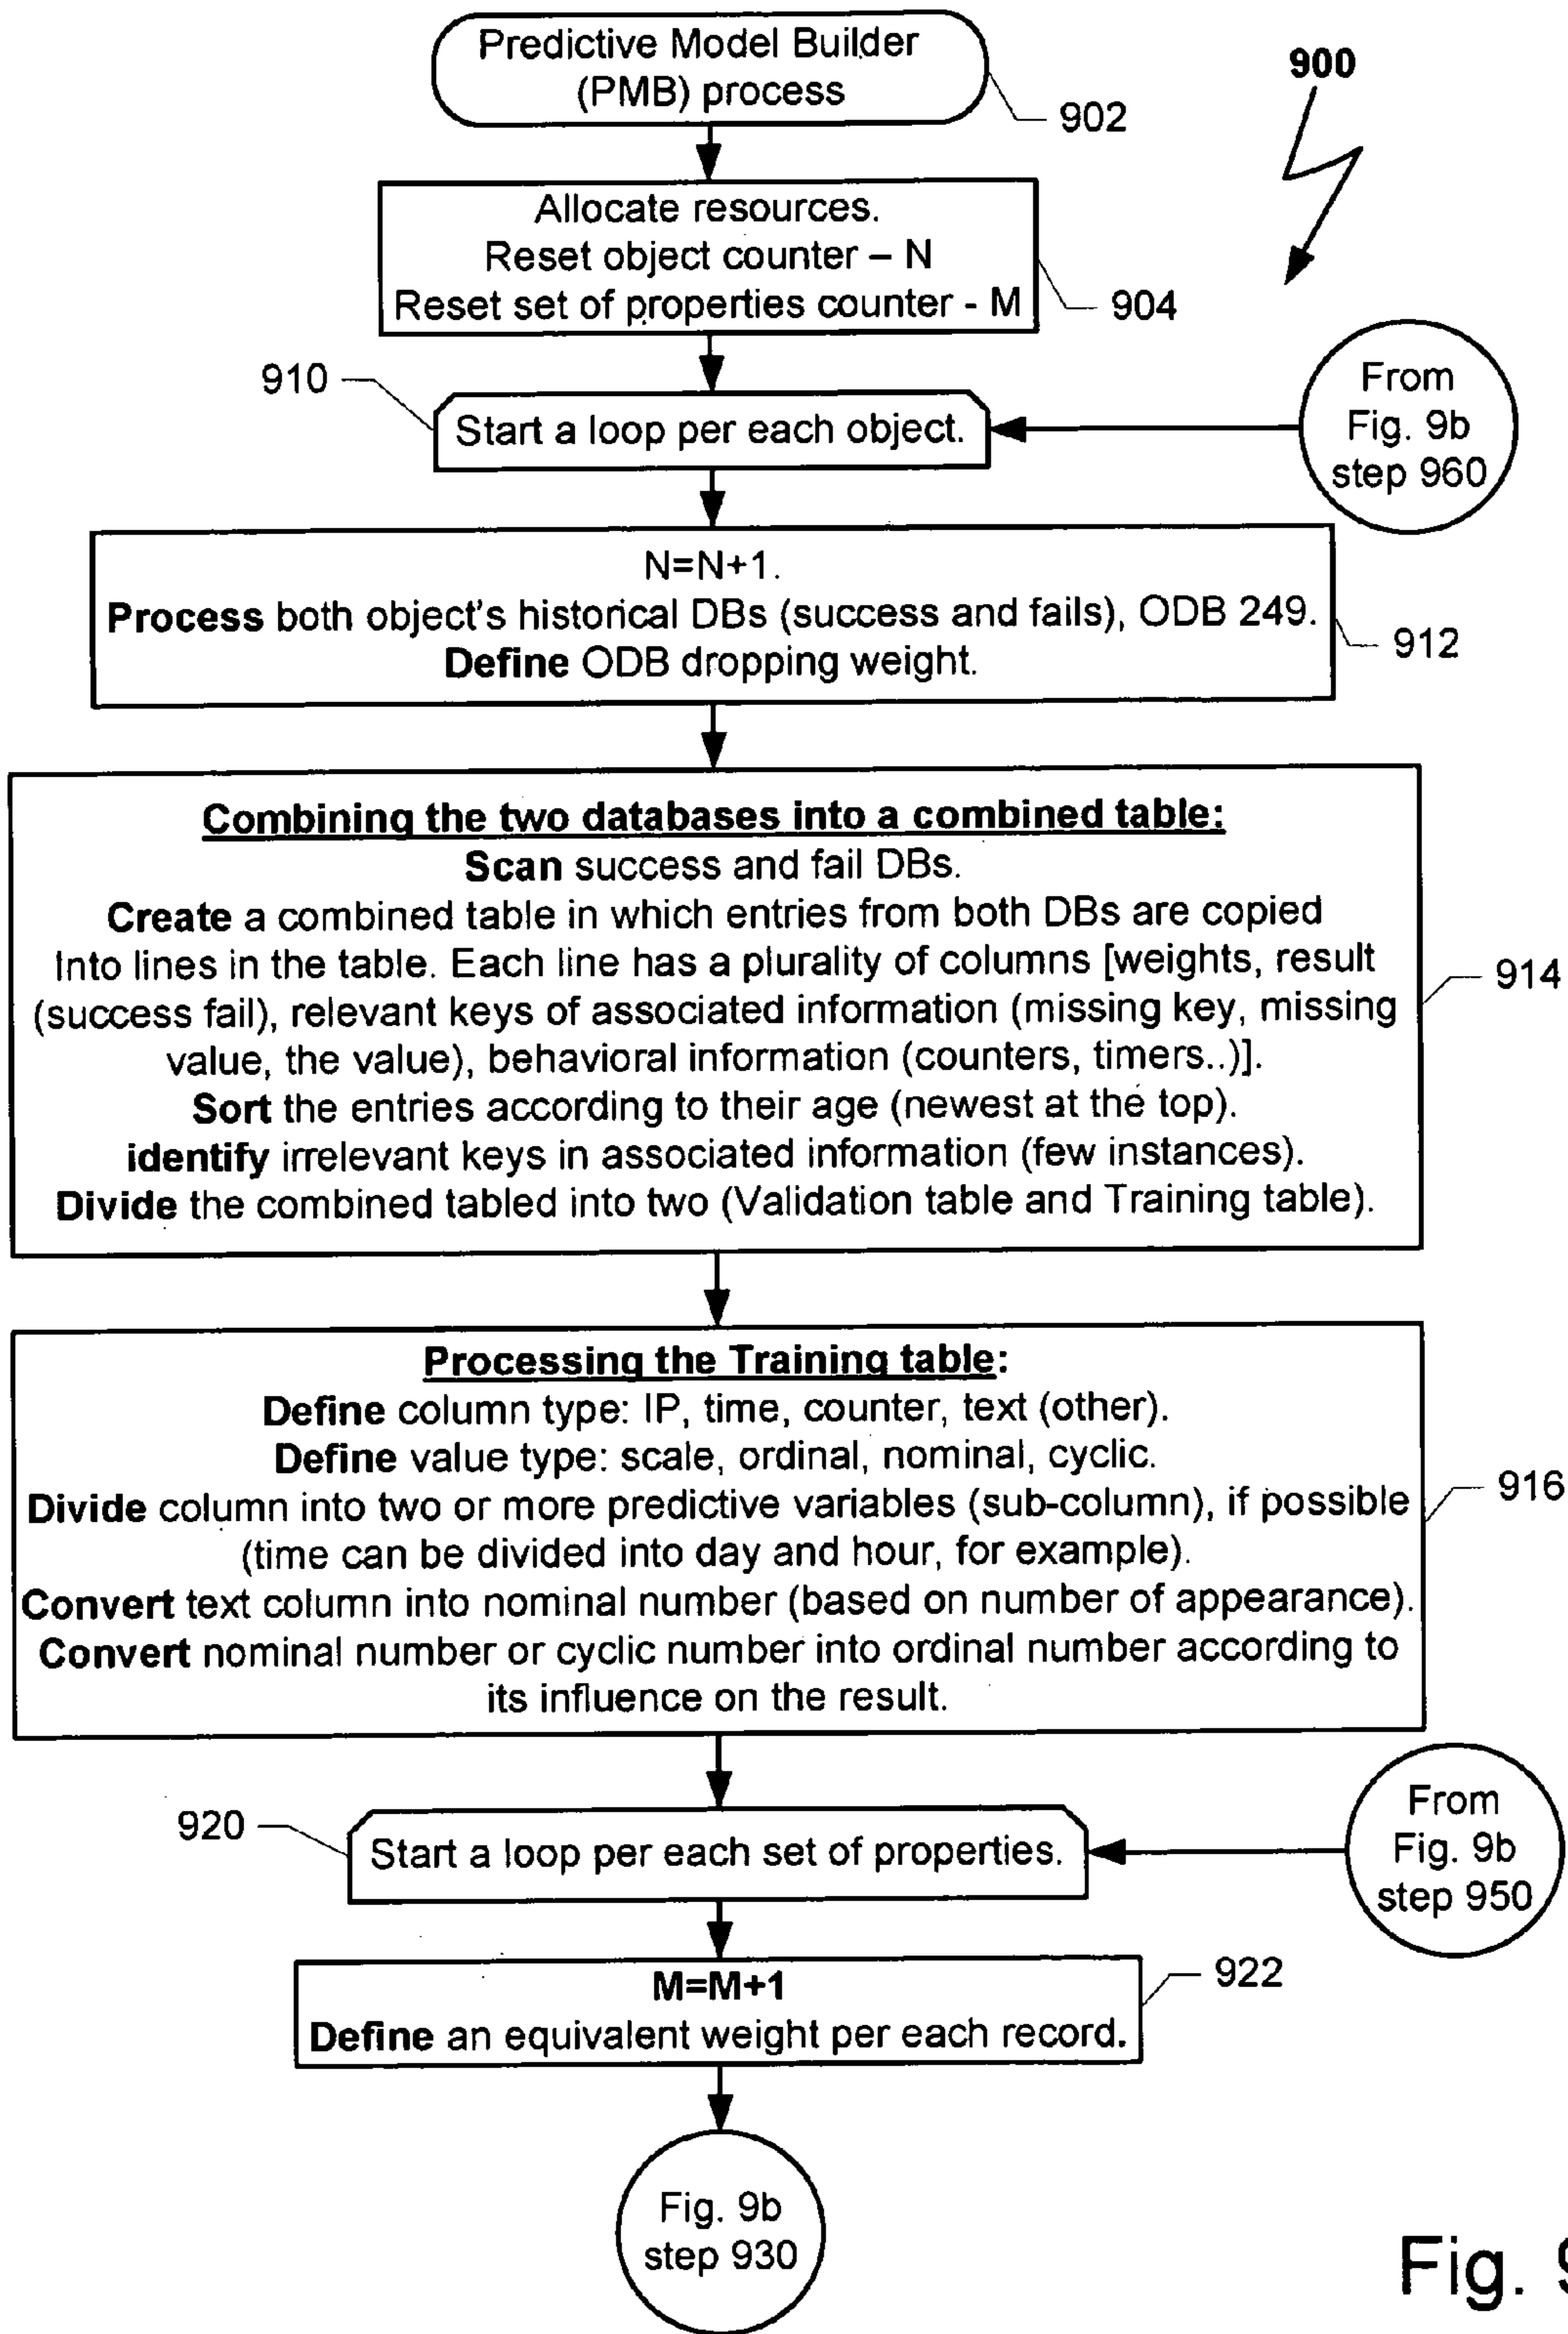 Predictive Model Builder
(PMB) process
902
900
Allocate resources.
Reset object counter – N
Reset set of properties counter - M
904
910
Start a loop per each object.
From
Fig. 9b
step 960
N=N+1.
Process both object's historical DBs (success and fails), ODB 249.
Define ODB dropping weight.
912
Combining the two databases into a combined table:
Scan success and fail DBs.
Create a combined table in which entries from both DBs are copied
Into lines in the table. Each line has a plurality of columns [weights, result
(success fail), relevant keys of associated information (missing key, missing
value, the value), behavioral information (counters, timers..)].
Sort the entries according to their age (newest at the top).
identify irrelevant keys in associated information (few instances).
Divide the combined tabled into two (Validation table and Training table).
914
Processing the Training table:
Define column type: IP, time, counter, text (other).
Define value type: scale, ordinal, nominal, cyclic.
Divide column into two or more predictive variables (sub-column), if possible
(time can be divided into day and hour, for example).
Convert text column into nominal number (based on number of appearance).
Convert nominal number or cyclic number into ordinal number according to
its influence on the result.
916
920
Start a loop per each set of properties.
From
Fig. 9b
step 950
M=M+1
Define an equivalent weight per each record.
922
Fig. 9b
step 930
Fig. 9